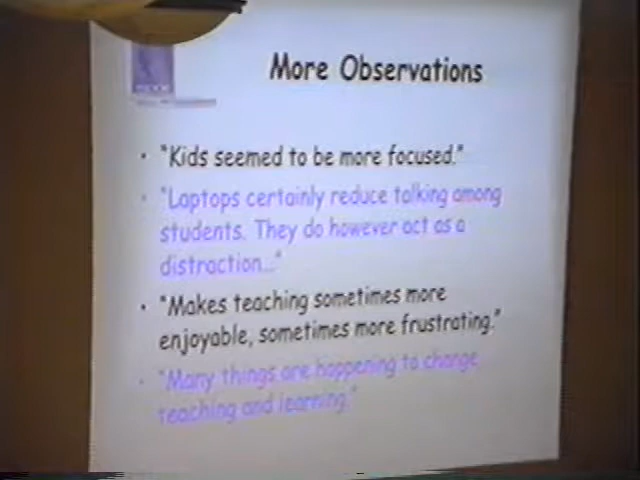 More Observations
· "Kids seemed to be more focused."
· "Laptops certainly reduce talking among
students. They do however act as a
distraction..."
· "Makes teaching sometimes more
enjoyable, sometimes more frustrating."
· "Many things are happening to change
teaching and learning."